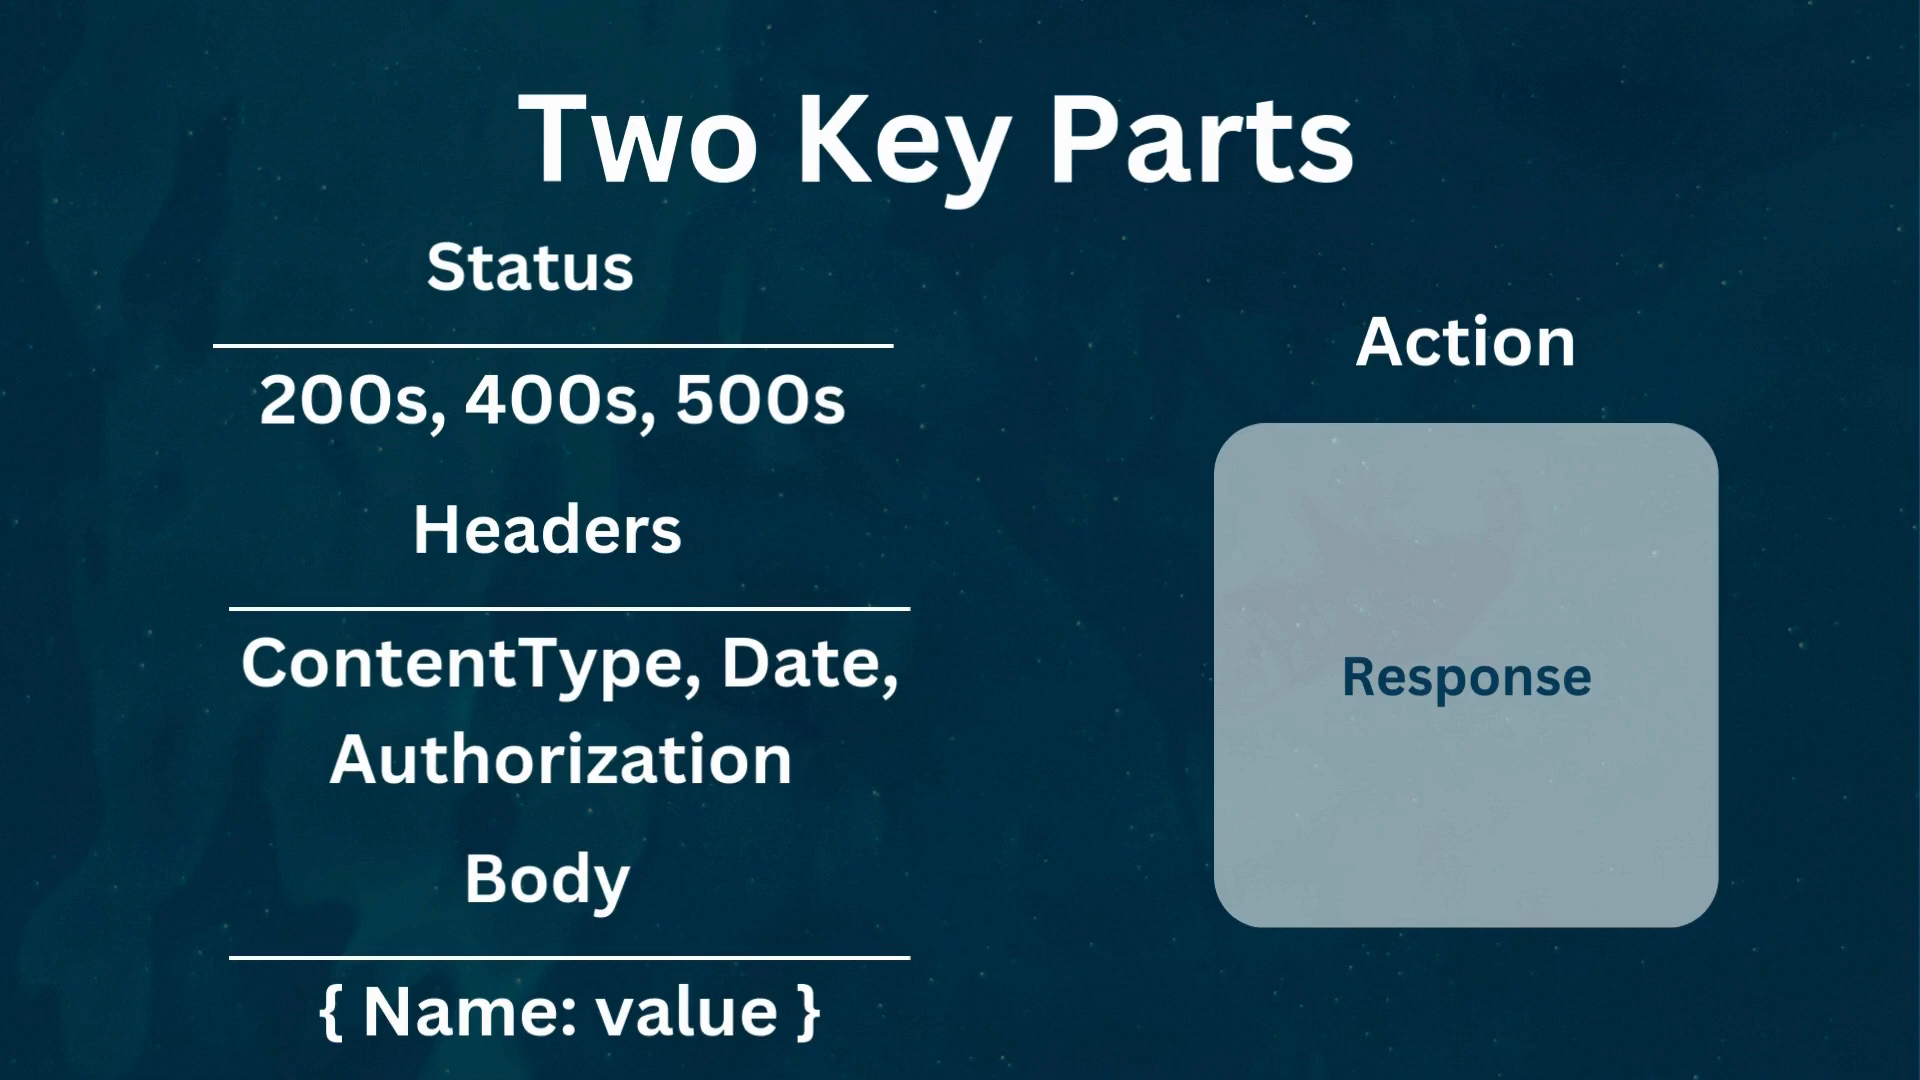 Two Key Parts
Status
200s, 400s, 500s
Headers
ContentType, Date,
Authorization
Body
{ Name: value }
Action
Response